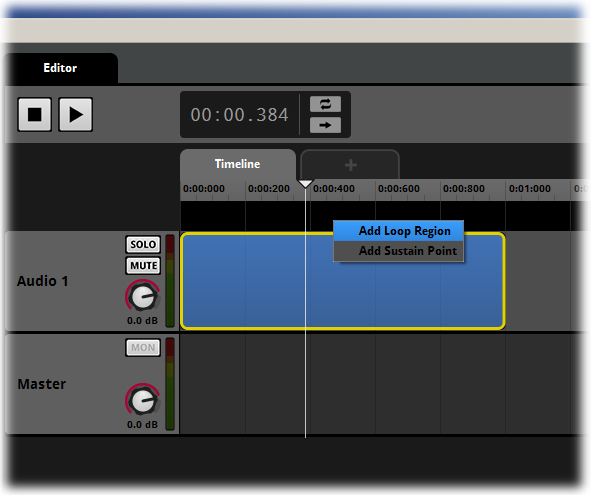 Editor
00:00.384
Timeline
+
0:00:000 0:00:200 0:00:400 0:00:600 0:00:800 0:01:000
Add Loop Region
Add Sustain Point
SOLO
MUTE
Audio 1
0.0 dB
MON
Master
0.0 dB